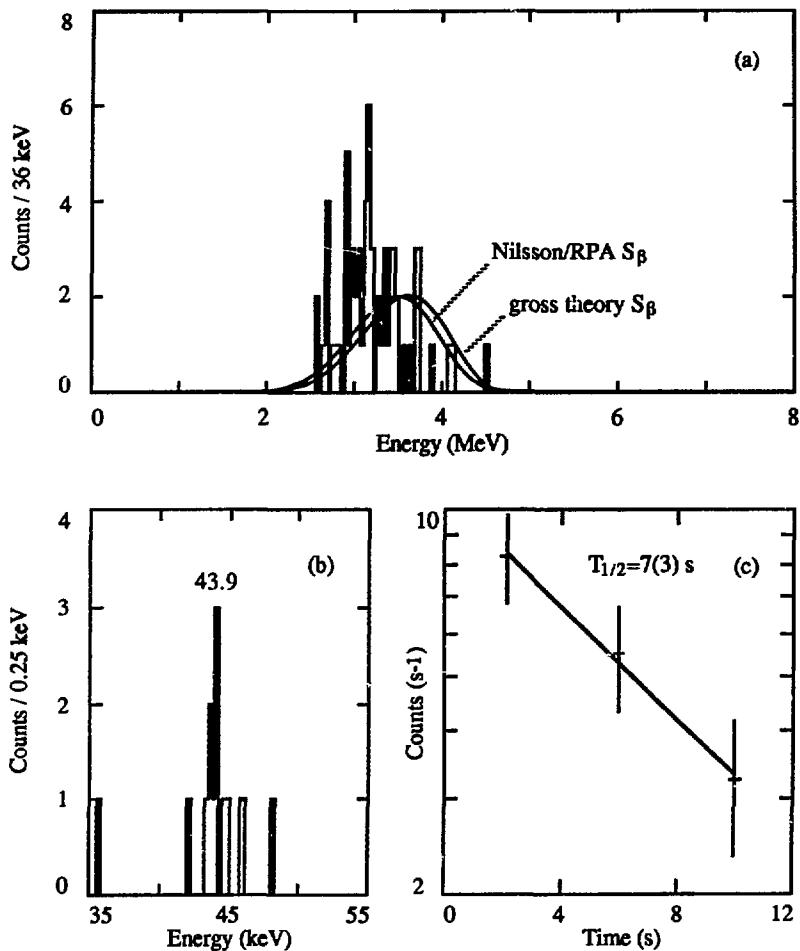 8
6
4
2
0
Counts / 36 keV
(a)
Nilsson/RPA Sβ
gross theory Sβ
0 2 4 6 8
Energy (MeV)
4
3
2
1
0
Counts / 0.25 keV
43.9
(b)
35 45 55
Energy (keV)
10
2
Counts (s-1)
T1/2=7(3) s
(c)
0 4 8 12
Time (s)